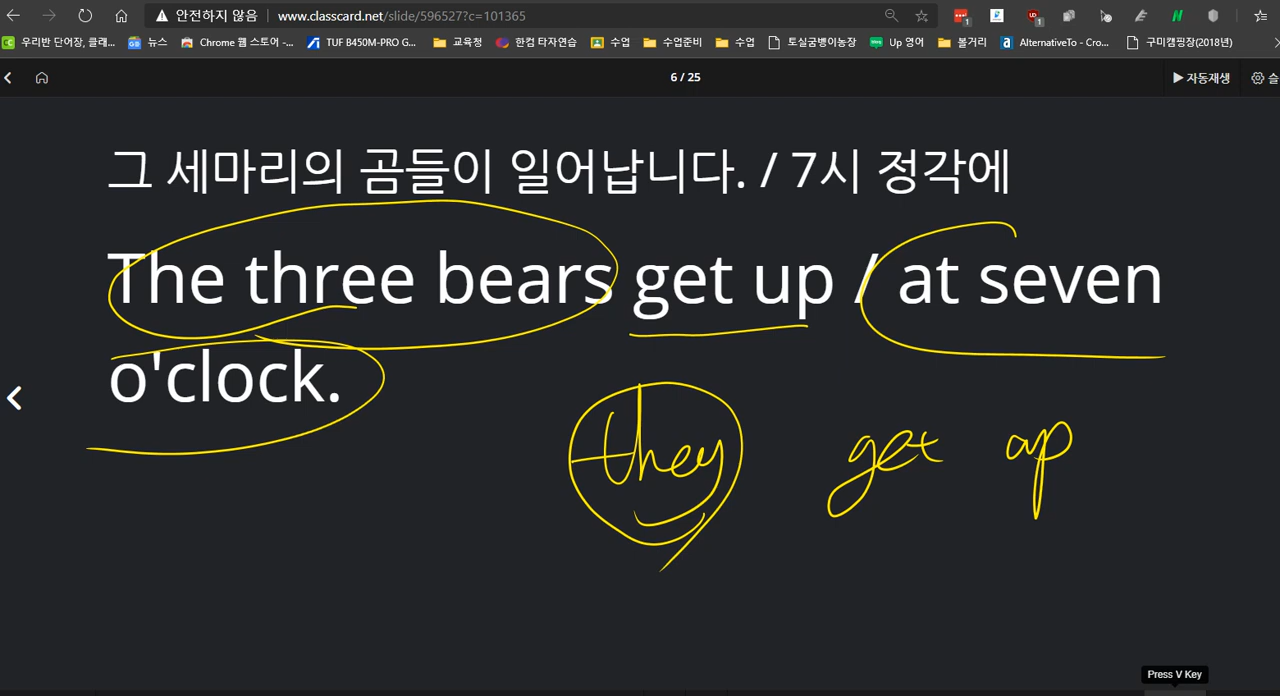 안전하지 않음 | www.classcard.net/slide/596527?c=101365
우리반 단어장, 클래... 뉴스 Chrome 웹 스토어 -... TUF B450M-PRO G... 교육청 한컴 타자연습 수업 수업준비 수업 토실굼벵이농장 Up 영어 볼거리 AlternativeTo - Cro... 구미캠핑장(2018년)
6 / 25 자동재생 슬
그 세마리의 곰들이 일어납니다. / 7시 정각에
The three bears get up / at seven
o'clock.
they get up
Press V Key